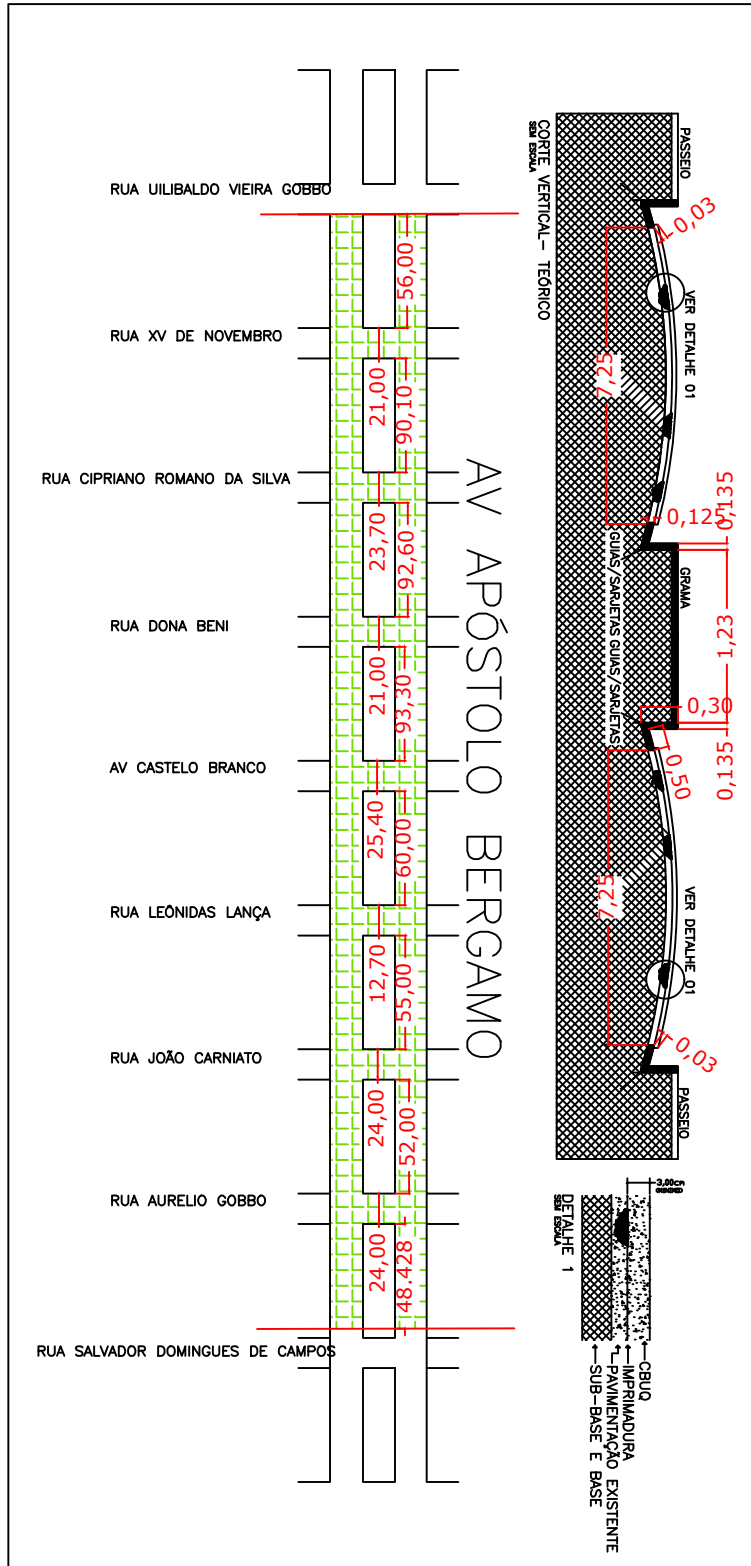 RUA UILIBALDO VIEIRA GOBBO
RUA XV DE NOVEMBRO
RUA CIPRIANO ROMANO DA SILVA
RUA DONA BENI
AV CASTELO BRANCO
RUA LEÔNIDAS LANÇA
RUA JOÃO CARNIATO
RUA AURELIO GOBBO
RUA SALVADOR DOMINGUES DE CAMPOS
56,00
21,00
90,10
23,70
92,60
21,00
93,30
25,40
60,00
12,70
55,00
24,00
52,00
24,00
48.428
AV APÓSTOLO BERGAMO
CORTE VERTICAL- TEÓRICO
SEM ESCALA
PASSEIO
0,03
VER DETALHE 01
7,25
0,125
0,135
GUIAS/SARJETAS
GRAMA
1,23
GUIAS/SARJETAS
0,30
0,135
0,50
7,25
VER DETALHE 01
0,03
PASSEIO
3,00cm
DETALHE 1
SEM ESCALA
CBUQ
IMPRIMADURA
PAVIMENTAÇÃO EXISTENTE
SUB-BASE E BASE